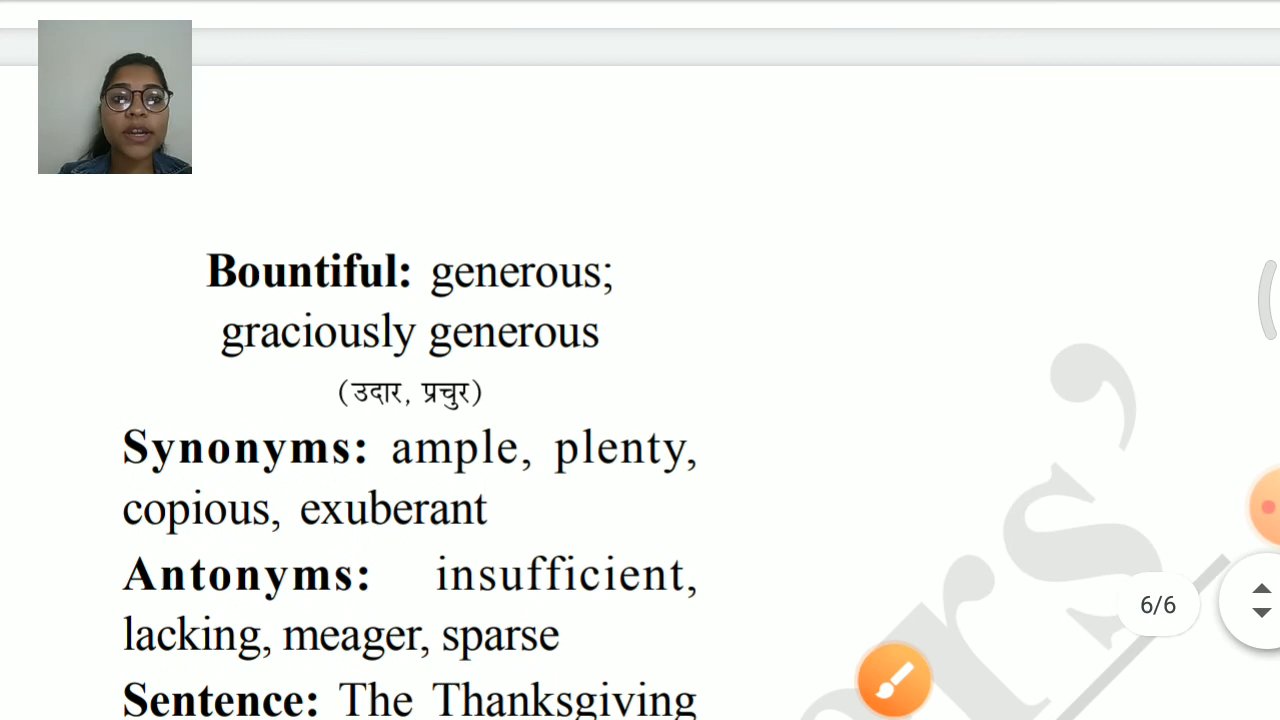 Bountiful: generous;
graciously generous
(उदार, प्रचुर)
Synonyms: ample, plenty,
copious, exuberant
Antonyms: insufficient,
lacking, meager, sparse
Sentence: The Thanksgiving
6/6